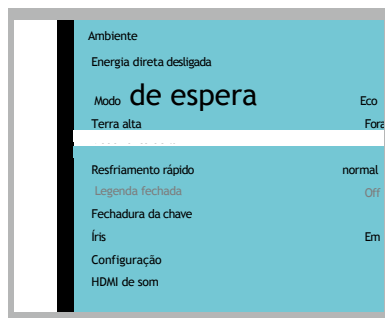 Ambiente
Energia direta desligada
Modo de espera Eco
Terra alta Fora
Resfriamento rápido normal
Legenda fechada Off
Fechadura da chave
Íris Em
Configuração
HDMI de som